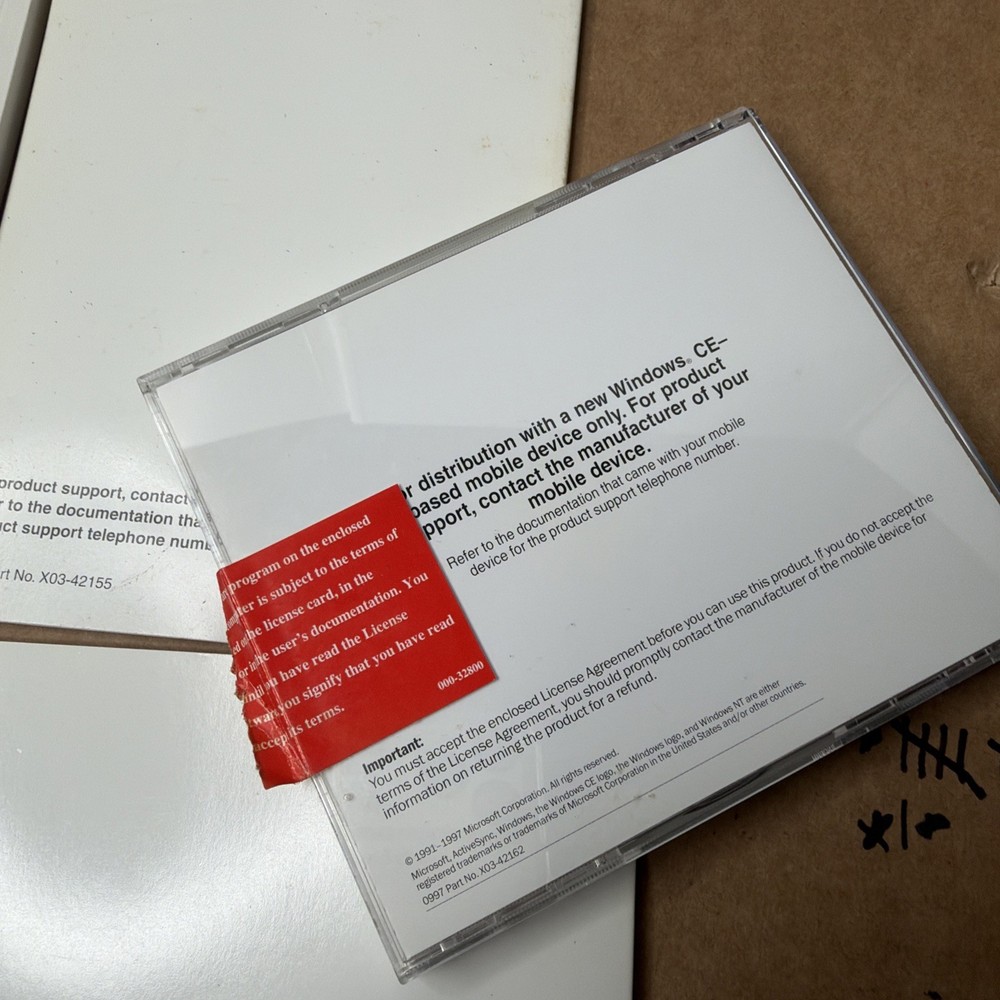 or distribution with a new Windows® CE–
based mobile device only. For product
pport, contact the manufacturer of your
mobile device.
Refer to the documentation that came with your mobile
device for the product support telephone number.
program on the enclosed
ter is subject to the terms of
the license card, in the
or in the user's documentation. You
until you have read the License
you signify that you have read
accept its terms.
000-32800
Important:
You must accept the enclosed License Agreement before you can use this product. If you do not accept the
terms of the License Agreement, you should promptly contact the manufacturer of the mobile device for
information on returning the product for a refund.
© 1991–1997 Microsoft Corporation. All rights reserved.
Microsoft, ActiveSync, Windows, the Windows CE logo, the Windows logo, and Windows NT are either
registered trademarks or trademarks of Microsoft Corporation in the United States and/or other countries.
0997 Part No. X03-42162
product support, contact
r to the documentation tha
ct support telephone numb
rt No. X03-42155